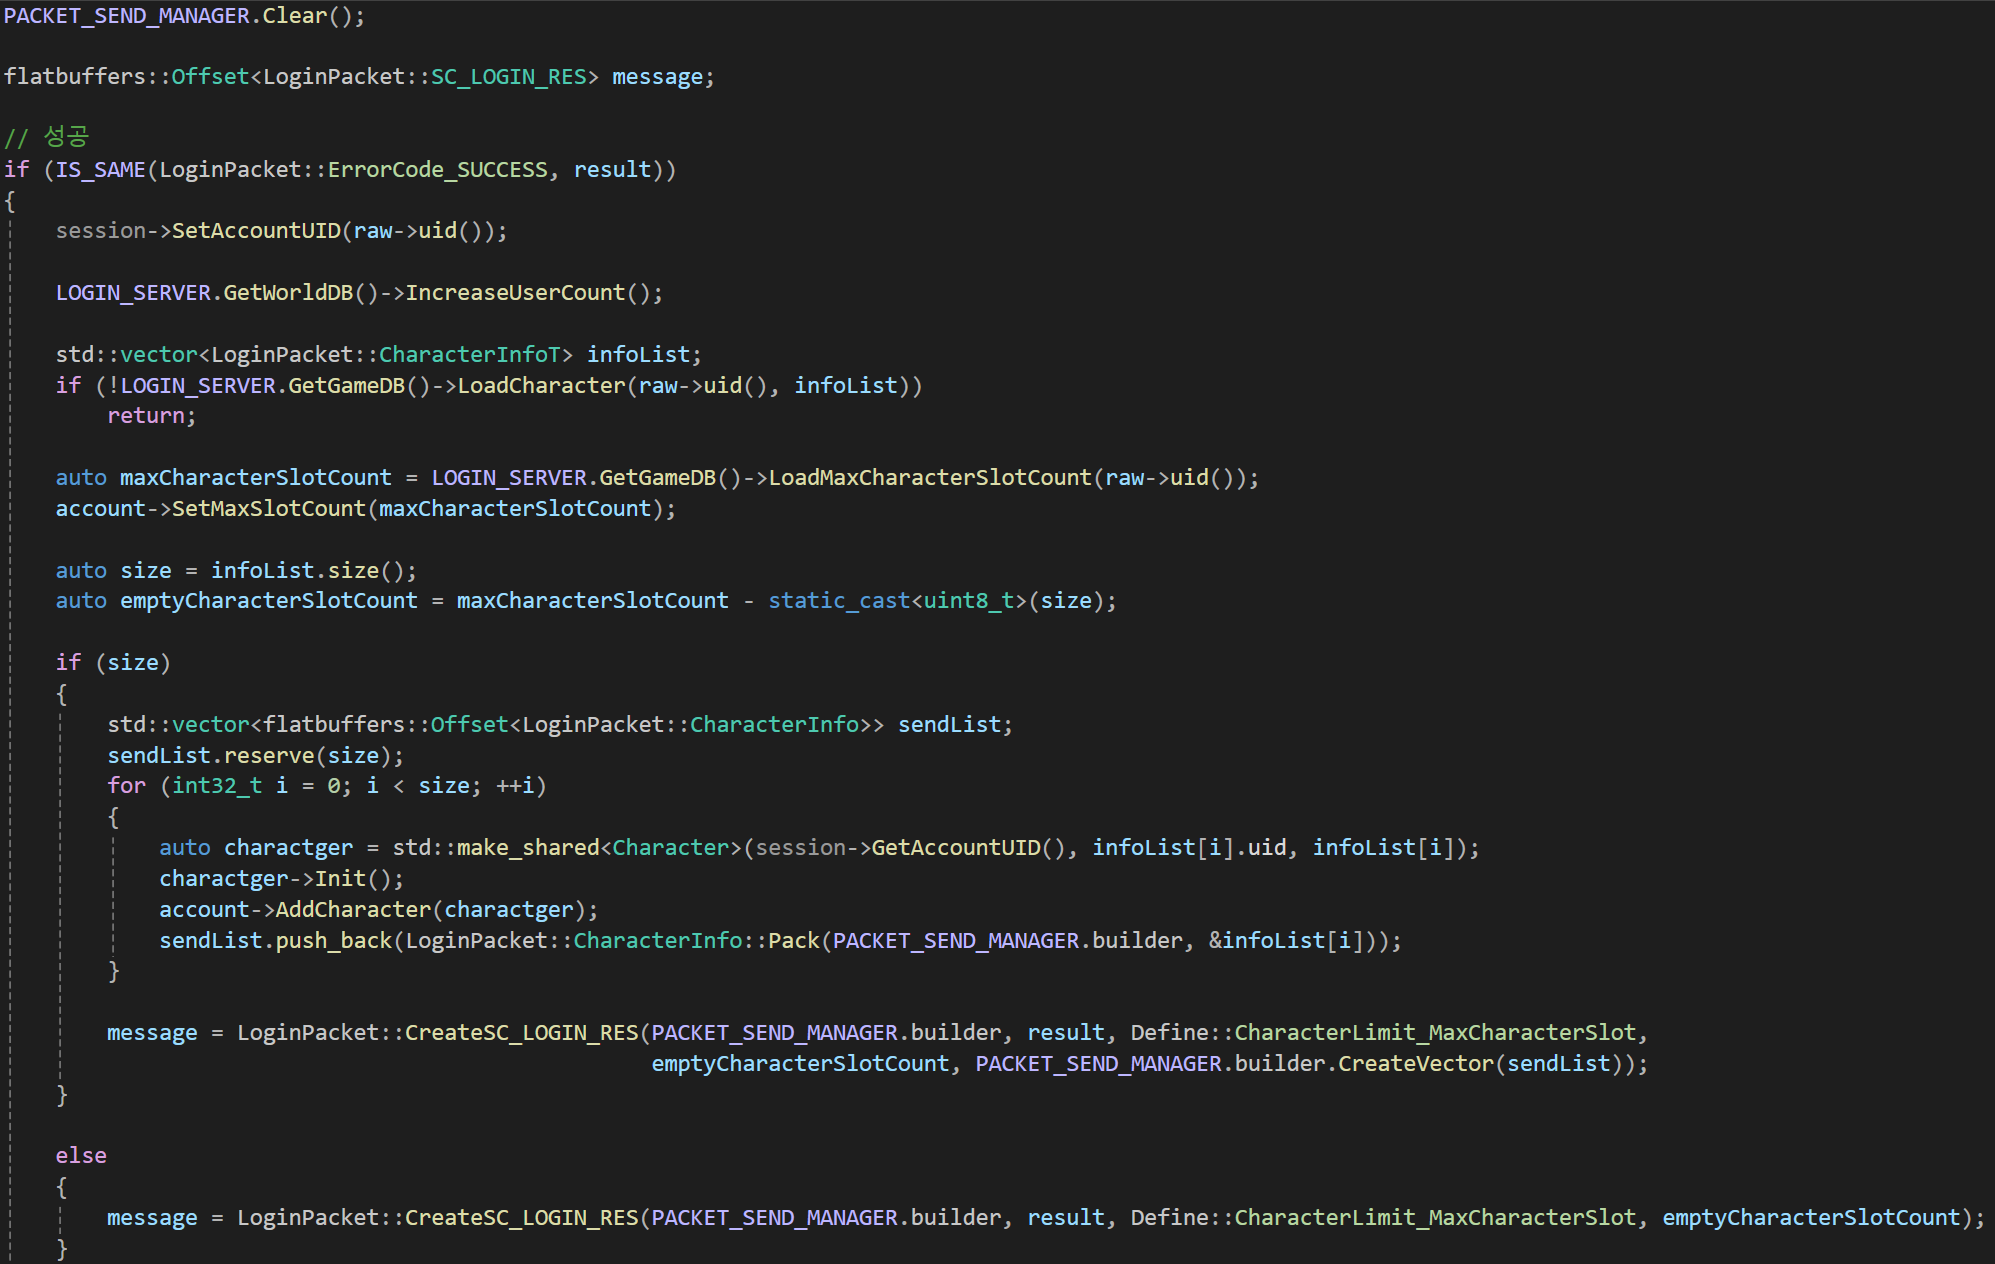 PACKET_SEND_MANAGER.Clear();
flatbuffers::Offset<LoginPacket::SC_LOGIN_RES> message;
// 성공
if (IS_SAME(LoginPacket::ErrorCode_SUCCESS, result))
{
session->SetAccountUID(raw->uid());
LOGIN_SERVER.GetWorldDB()->IncreaseUserCount();
std::vector<LoginPacket::CharacterInfoT> infoList;
if (!LOGIN_SERVER.GetGameDB()->LoadCharacter(raw->uid(), infoList))
return;
auto maxCharacterSlotCount = LOGIN_SERVER.GetGameDB()->LoadMaxCharacterSlotCount(raw->uid());
account->SetMaxSlotCount(maxCharacterSlotCount);
auto size = infoList.size();
auto emptyCharacterSlotCount = maxCharacterSlotCount - static_cast<uint8_t>(size);
if (size)
{
std::vector<flatbuffers::Offset<LoginPacket::CharacterInfo>> sendList;
sendList.reserve(size);
for (int32_t i = 0; i < size; ++i)
{
auto charactger = std::make_shared<Character>(session->GetAccountUID(), infoList[i].uid, infoList[i]);
charactger->Init();
account->AddCharacter(charactger);
sendList.push_back(LoginPacket::CharacterInfo::Pack(PACKET_SEND_MANAGER.builder, &infoList[i]));
}
message = LoginPacket::CreateSC_LOGIN_RES(PACKET_SEND_MANAGER.builder, result, Define::CharacterLimit_MaxCharacterSlot,
emptyCharacterSlotCount, PACKET_SEND_MANAGER.builder.CreateVector(sendList));
}
else
{
message = LoginPacket::CreateSC_LOGIN_RES(PACKET_SEND_MANAGER.builder, result, Define::CharacterLimit_MaxCharacterSlot, emptyCharacterSlotCount);
}